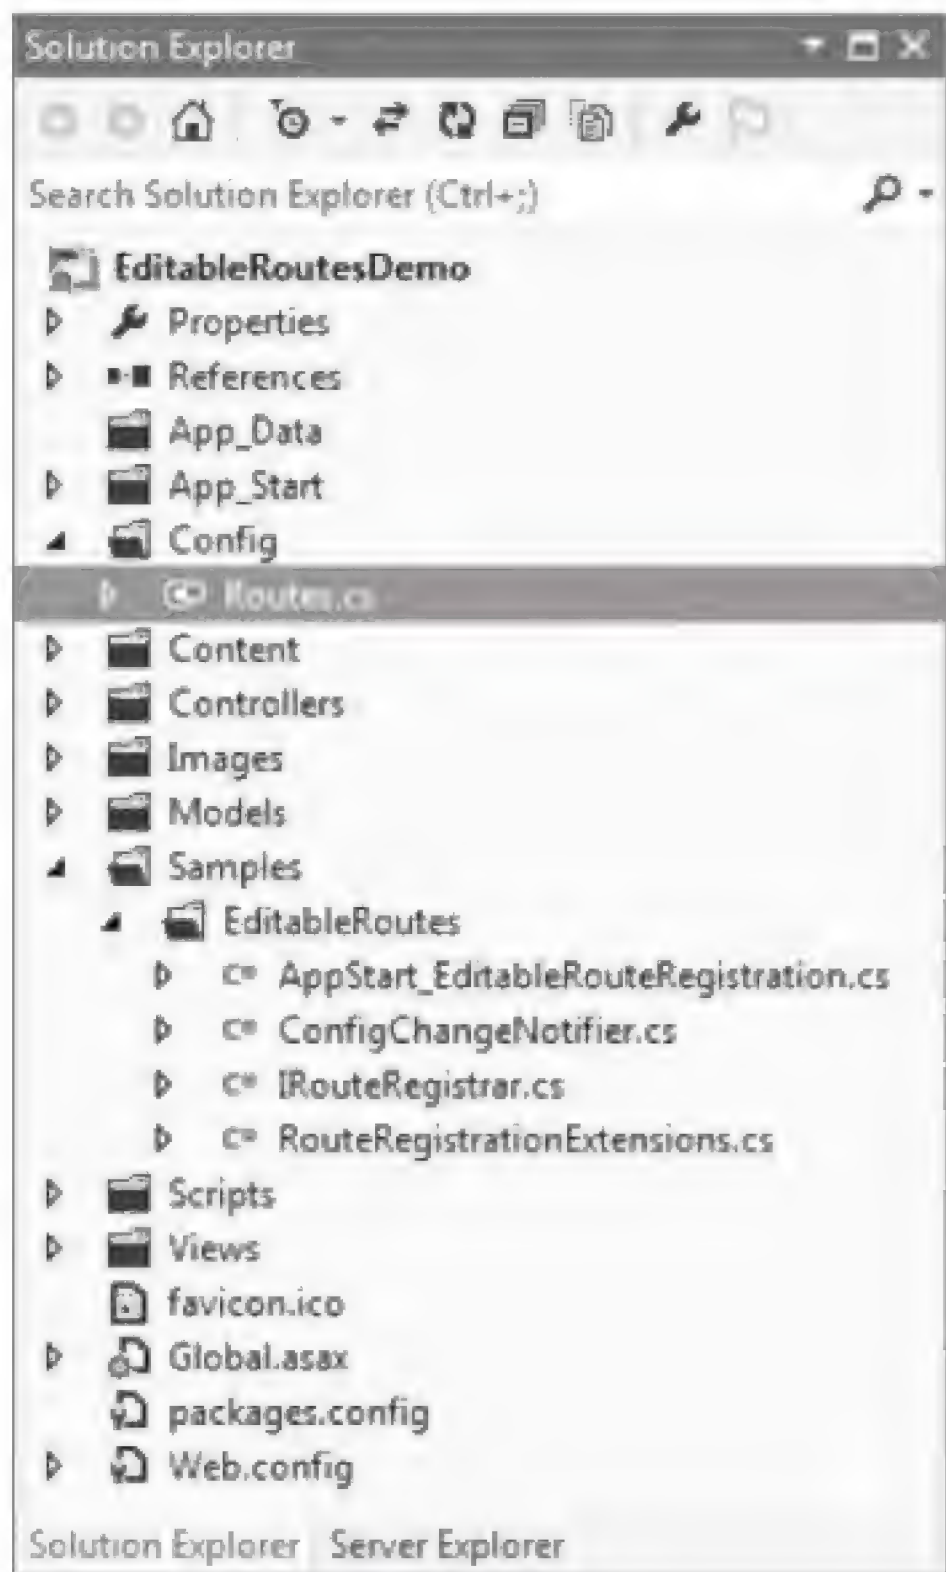 Solution Explorer
Search Solution Explorer (Ctrl+;)
EditableRoutesDemo
Properties
References
App_Data
App_Start
Config
Routes.cs
Content
Controllers
Images
Models
Samples
EditableRoutes
AppStart_EditableRouteRegistration.cs
ConfigChangeNotifier.cs
IRouteRegistrar.cs
RouteRegistrationExtensions.cs
Scripts
Views
favicon.ico
Global.asax
packages.config
Web.config
Solution Explorer Server Explorer